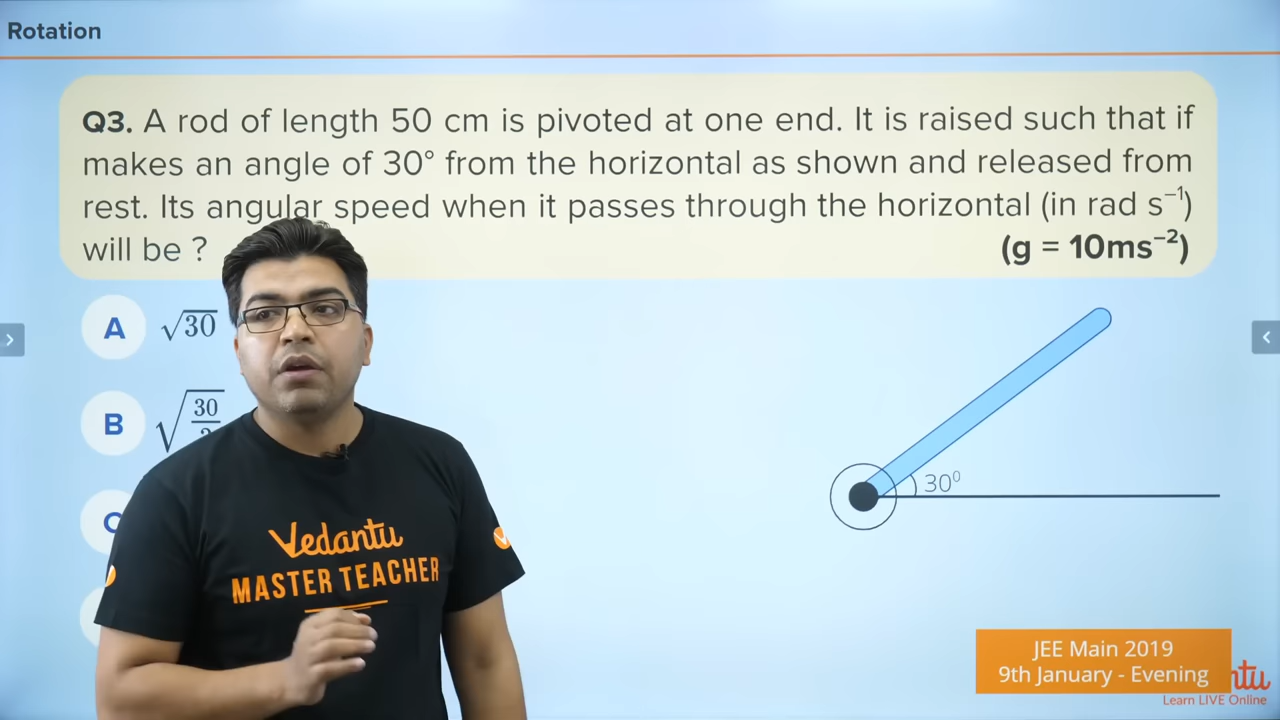 Rotation
Q3. A rod of length 50 cm is pivoted at one end. It is raised such that if
makes an angle of 30° from the horizontal as shown and released from
rest. Its angular speed when it passes through the horizontal (in rad s⁻¹)
will be ?
(g = 10ms⁻²)
A √30
B √30
30⁰
Vedantu
MASTER TEACHER
JEE Main 2019
9th January - Evening
Learn LIVE Online